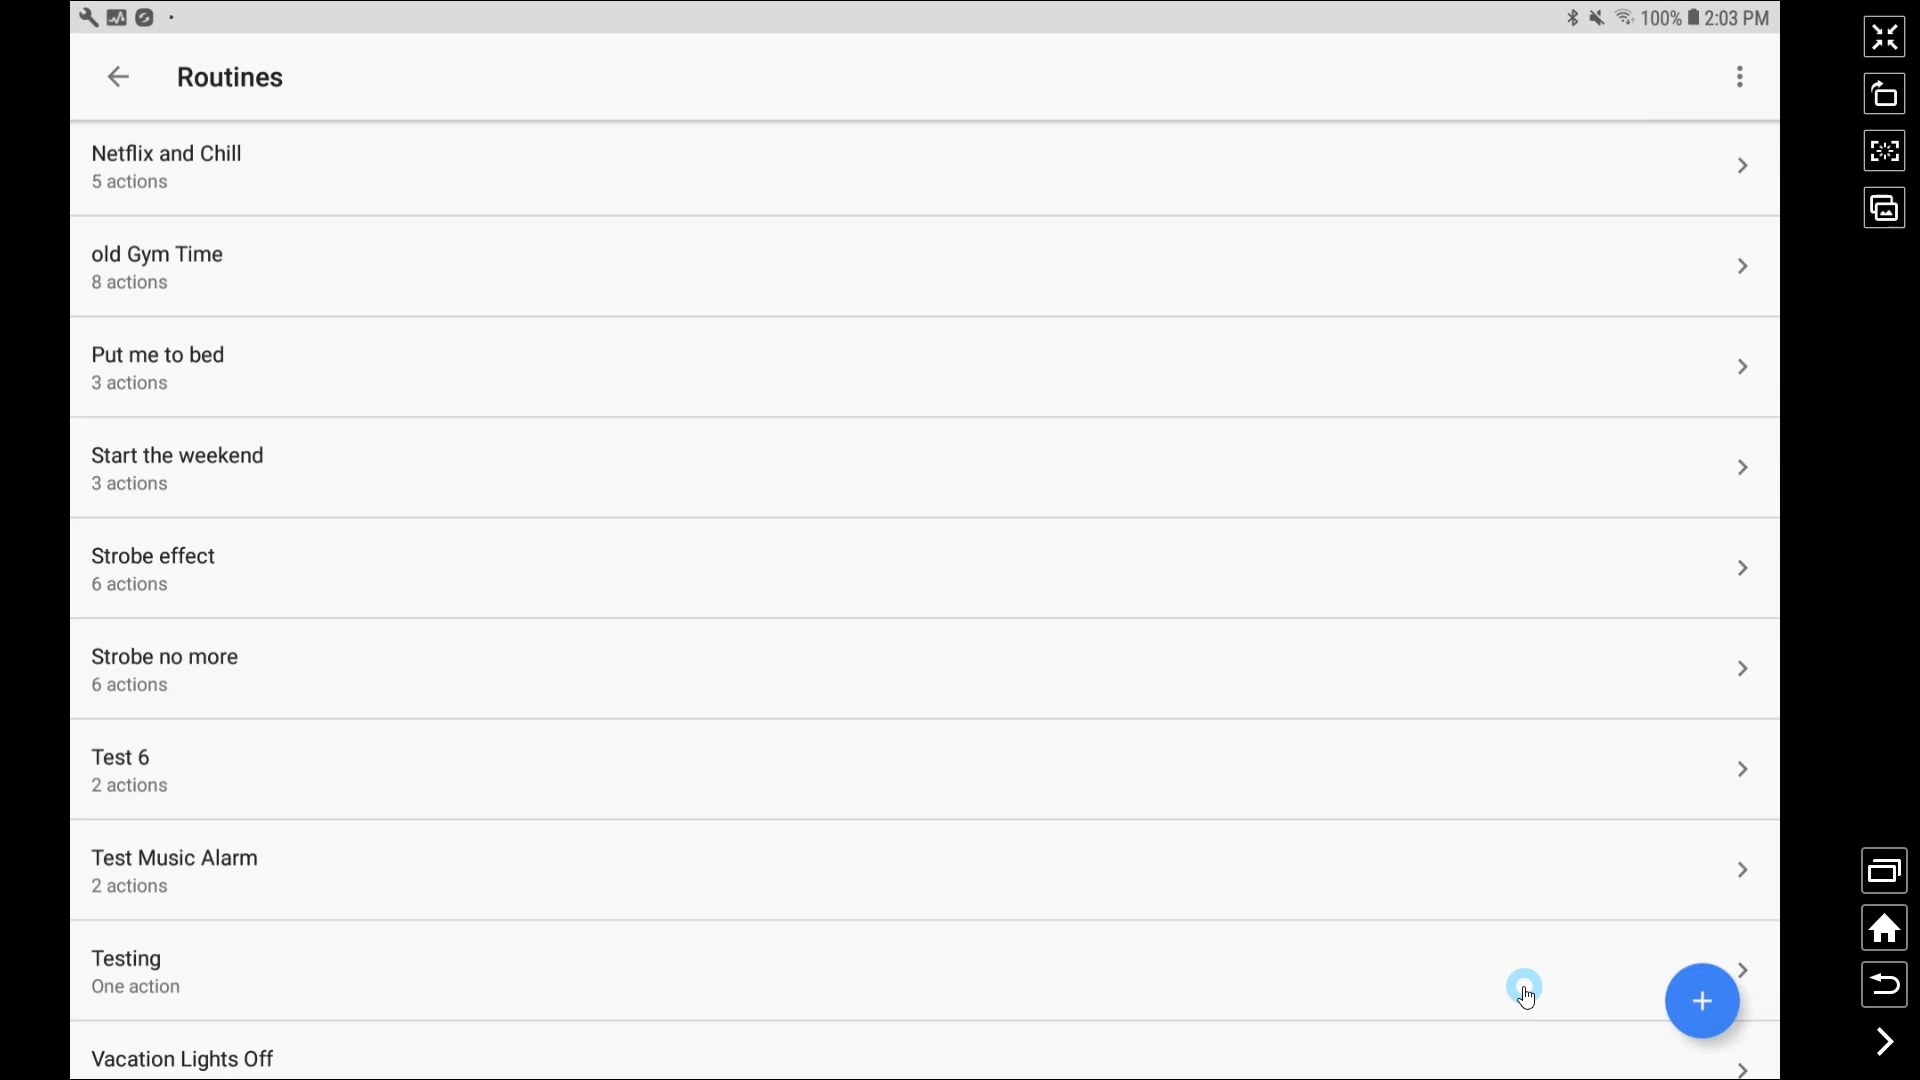 100% 2:03 PM
Routines
Netflix and Chill
5 actions
old Gym Time
8 actions
Put me to bed
3 actions
Start the weekend
3 actions
Strobe effect
6 actions
Strobe no more
6 actions
Test 6
2 actions
Test Music Alarm
2 actions
Testing
One action
Vacation Lights Off